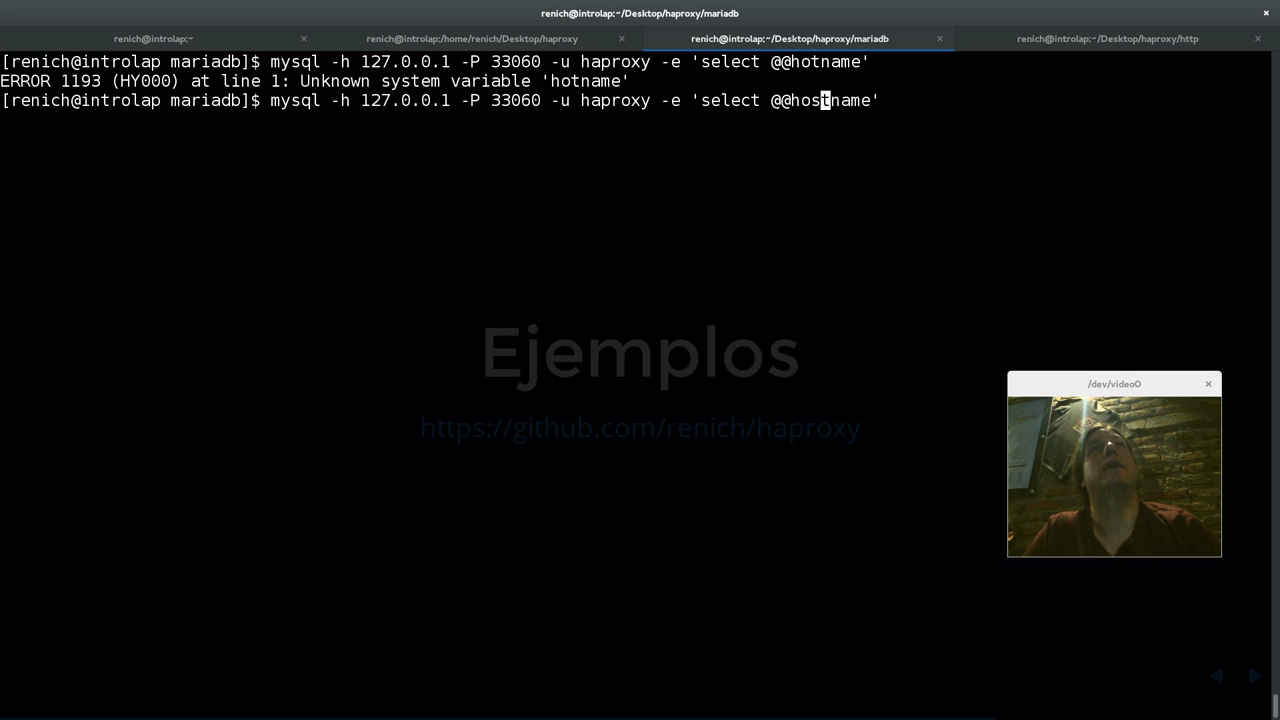 renich@introlap:~/Desktop/haproxy/mariadb
renich@introlap:~
renich@introlap:/home/renich/Desktop/haproxy
renich@introlap:~/Desktop/haproxy/mariadb
renich@introlap:~/Desktop/haproxy/http
[renich@introlap mariadb]$ mysql -h 127.0.0.1 -P 33060 -u haproxy -e 'select @@hotname'
ERROR 1193 (HY000) at line 1: Unknown system variable 'hotname'
[renich@introlap mariadb]$ mysql -h 127.0.0.1 -P 33060 -u haproxy -e 'select @@hostname'
Ejemplos
https://github.com/renich/haproxy
/dev/video0